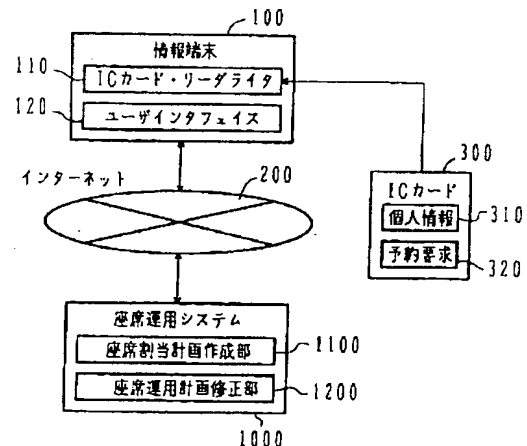 100
情報端末
110
ICカード・リーダライタ
120
ユーザインタフェイス
インターネット
200
300
ICカード
個人情報
310
予約要求
320
座席運用システム
座席割当計画作成部
1100
座席運用計画修正部
1200
1000